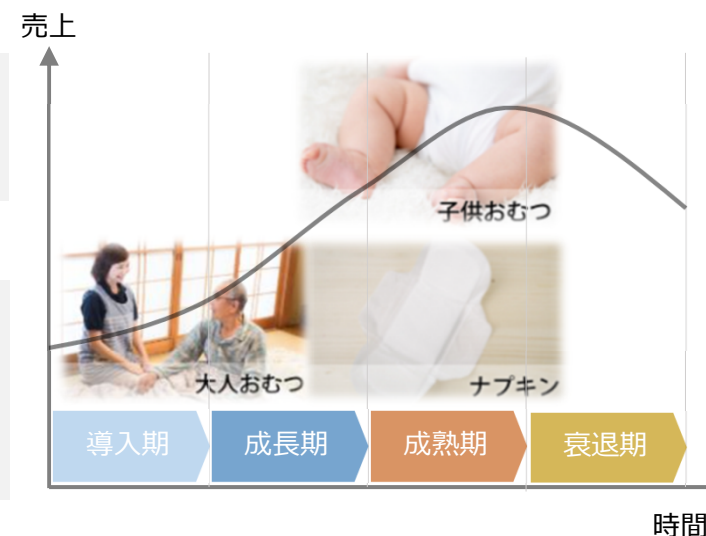 売上
子供おむつ
大人おむつ
ナプキン
導入期
成長期
成熟期
衰退期
時間